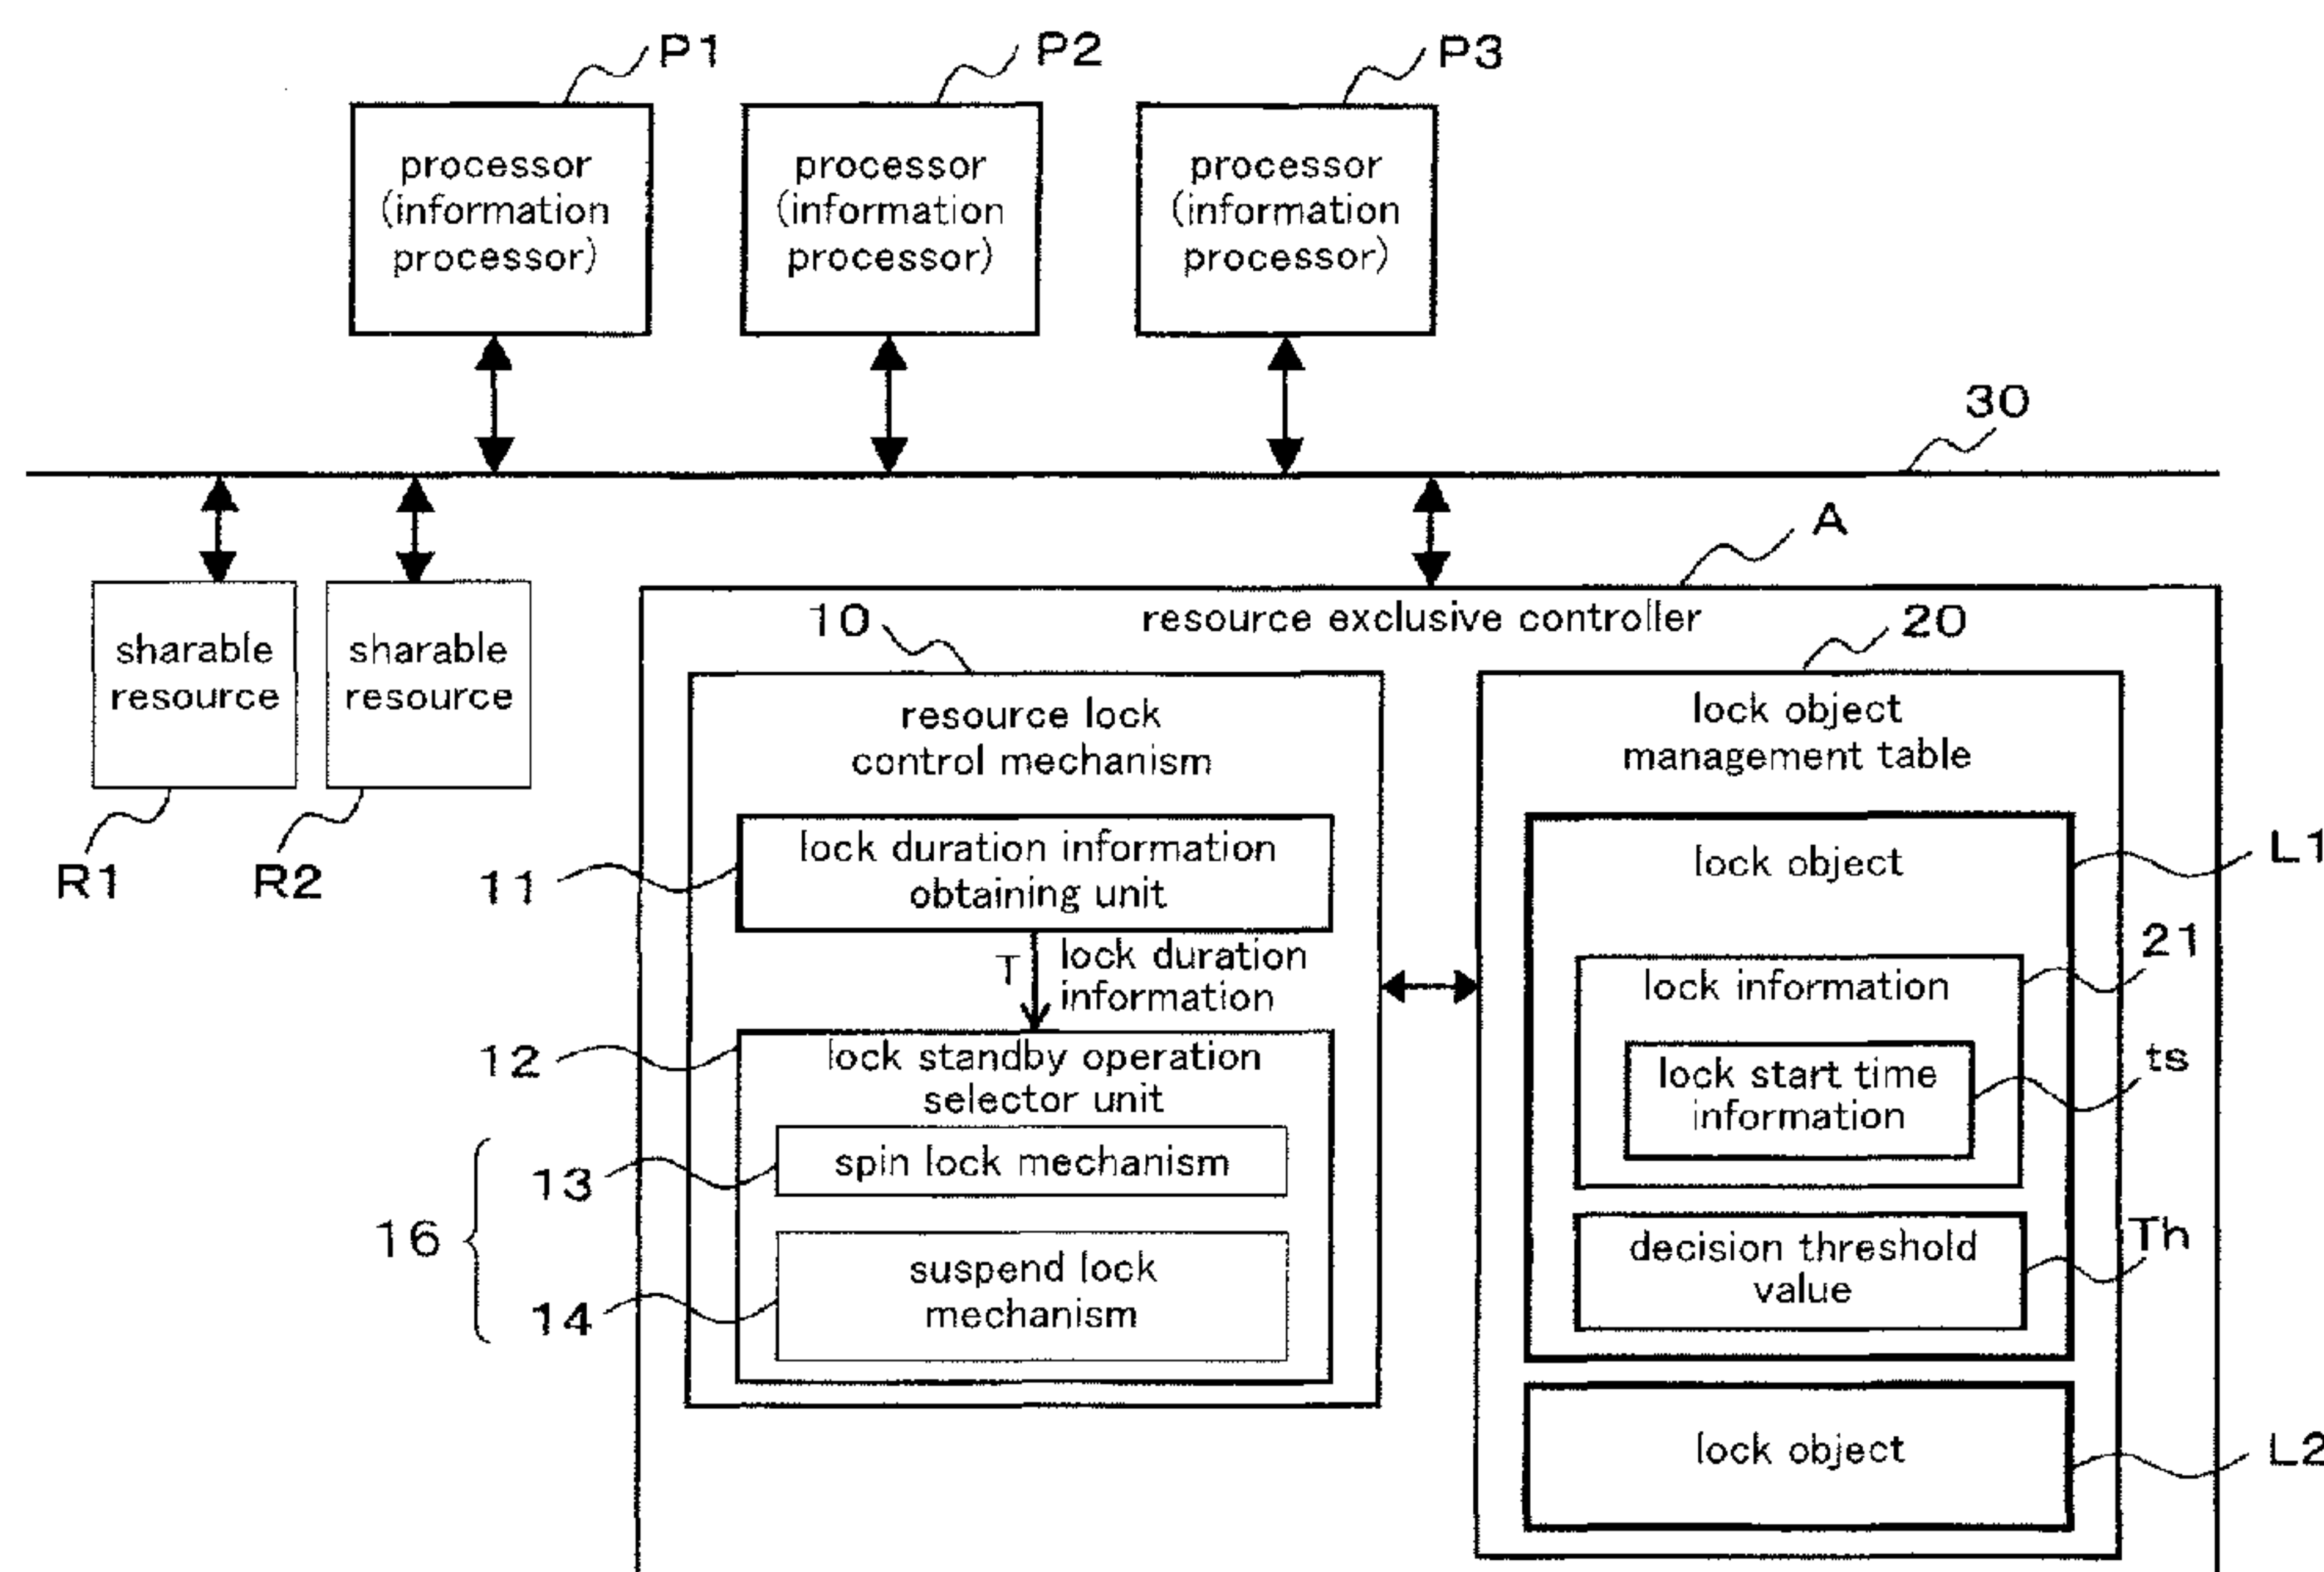 P1
P2
P3
processor
(information
processor)
processor
(information
processor)
processor
(information
processor)
30
A
sharable
resource
sharable
resource
R1
R2
resource exclusive controller
10
resource lock
control mechanism
11
lock duration information
obtaining unit
T
lock duration
information
12
lock standby operation
selector unit
16
13
spin lock mechanism
14
suspend lock
mechanism
20
lock object
management table
L1
lock object
21
lock information
ts
lock start time
information
Th
decision threshold
value
L2
lock object